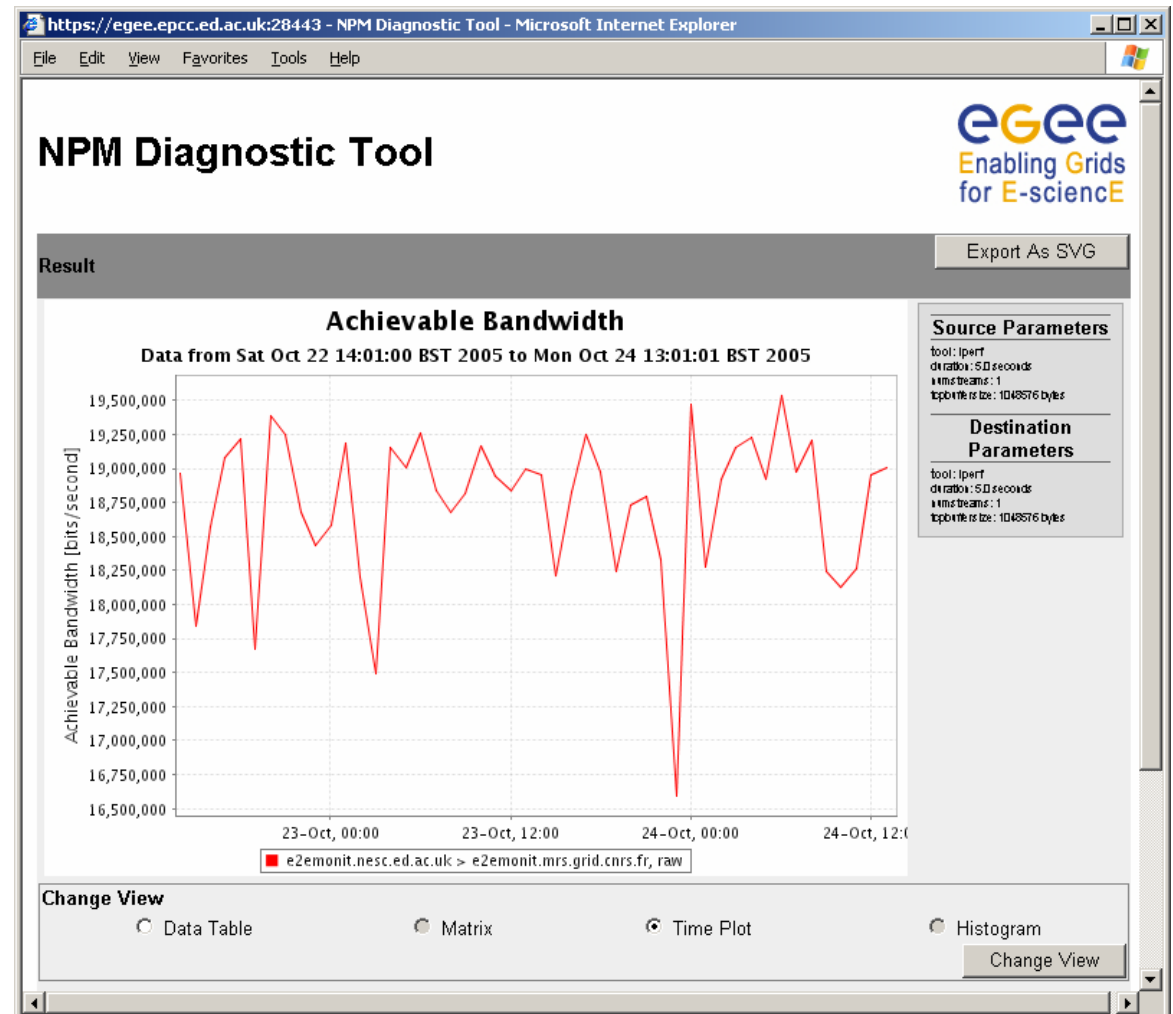 https://egee.epcc.ed.ac.uk:28443 - NPM Diagnostic Tool - Microsoft Internet Explorer
File Edit View Favorites Tools Help
NPM Diagnostic Tool
eGee
Enabling Grids
for E-sciencE
Result
Export As SVG
Achievable Bandwidth
Data from Sat Oct 22 14:01:00 BST 2005 to Mon Oct 24 13:01:01 BST 2005
Achievable Bandwidth [bits/second]
19,500,000
19,250,000
19,000,000
18,750,000
18,500,000
18,250,000
18,000,000
17,750,000
17,500,000
17,250,000
17,000,000
16,750,000
16,500,000
23-Oct, 00:00 23-Oct, 12:00 24-Oct, 00:00 24-Oct, 12:0
e2emonit.nesc.ed.ac.uk > e2emonit.mrs.grid.cnrs.fr, raw
Source Parameters
tool: iperf
duration: 5.0 seconds
numstreams: 1
tcpbuffersize: 1048576 bytes
Destination
Parameters
tool: iperf
duration: 5.0 seconds
numstreams: 1
tcpbuffersize: 1048576 bytes
Change View
Data Table Matrix Time Plot Histogram
Change View